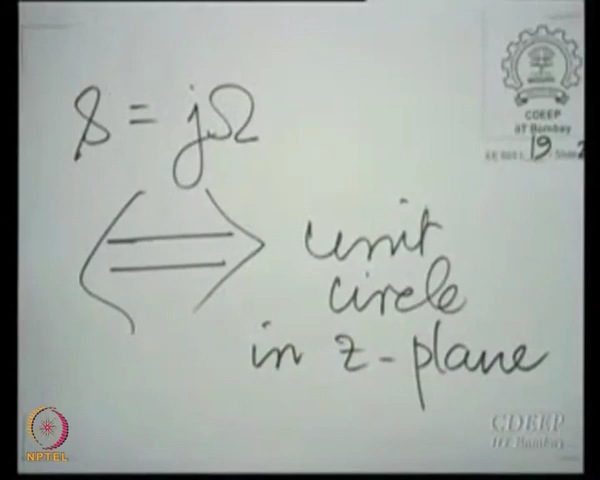 s = jΩ
⟺ unit
circle
in z-plane
CDEEP
IIT Bombay
19
NPTEL
CDEEP
IIT Bombay